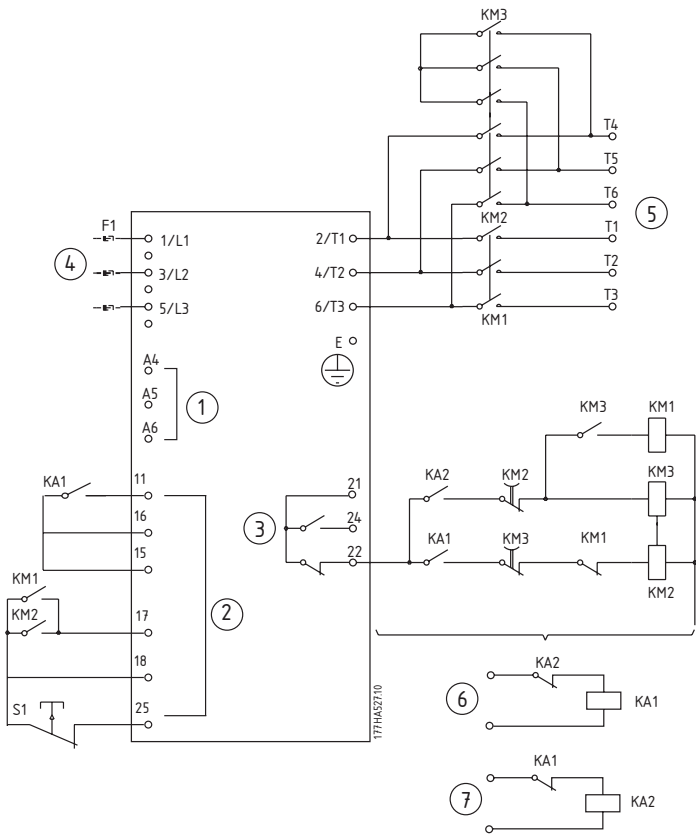 KM3
T4
T5
T6
5
F1
4
1/L1
2/T1
KM2
T1
3/L2
4/T2
T2
5/L3
6/T3
KM1
T3
E
A4
A5
1
A6
KM3
KM1
KA1
11
21
KA2
KM2
KM3
16
3
24
KA1
KM3
KM1
15
22
KM1
KM2
17
2
KM2
18
S1
25
177HA527.10
6
KA2
KA1
7
KA1
KA2